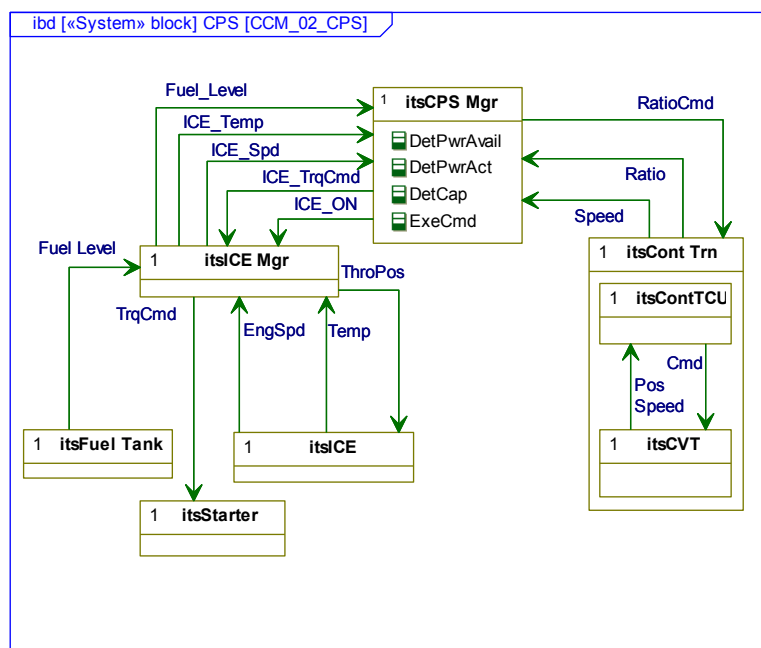 ibd [«System» block] CPS [CCM_02_CPS]
Fuel_Level
ICE_Temp
ICE_Spd
ICE_TrqCmd
ICE_ON
1 itsCPS Mgr
DetPwrAvail
DetPwrAct
DetCap
ExeCmd
RatioCmd
Ratio
Speed
Fuel Level
1 itsICE Mgr
ThroPos
TrqCmd
EngSpd
Temp
1 itsCont Trn
1 itsContTCU
Cmd
Pos
Speed
1 itsCVT
1 itsFuel Tank
1 itsICE
1 itsStarter